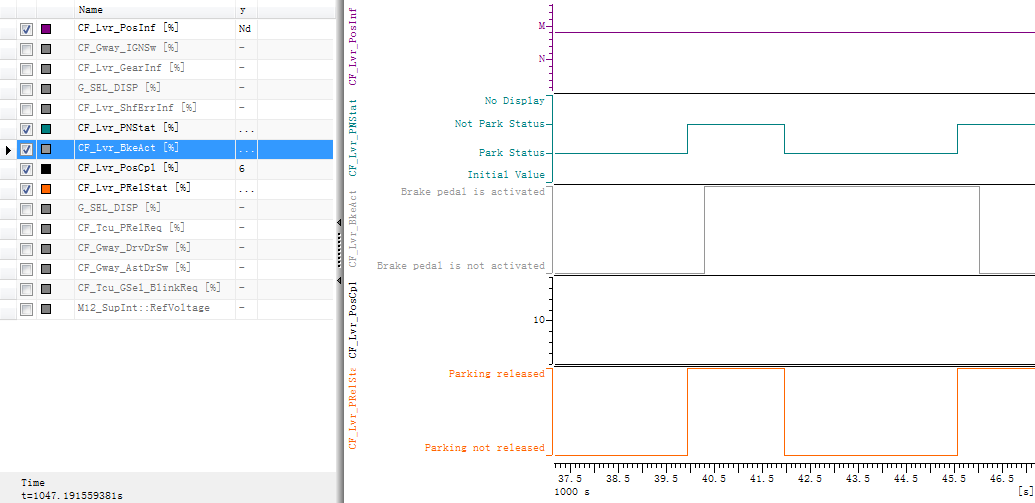 Name y
CF_Lvr_PosInf [%] Nd
CF_Gway_IGNSw [%] -
CF_Lvr_GearInf [%] -
G_SEL_DISP [%] -
CF_Lvr_ShfErrInf [%] -
CF_Lvr_PNStat [%] ...
CF_Lvr_BkeAct [%] ...
CF_Lvr_PosCpl [%] 6
CF_Lvr_PRelStat [%] ...
G_SEL_DISP [%] -
CF_Tcu_PRelReq [%] -
CF_Gway_DrvDrSw [%] -
CF_Gway_AstDrSw [%] -
CF_Tcu_GSel_BlinkReq [%] -
M12_SupInt::RefVoltage -
Time
t=1047.191559381s
CF_Lvr_PosInf
M
N
CF_Lvr_PNStat
No Display
Not Park Status
Park Status
Initial Value
CF_Lvr_BkeAct
Brake pedal is activated
Brake pedal is not activated
CF_Lvr_PosCpl
10
CF_Lvr_PRelSta
Parking released
Parking not released
37.5 38.5 39.5 40.5 41.5 42.5 43.5 44.5 45.5 46.5
1000 s [s]